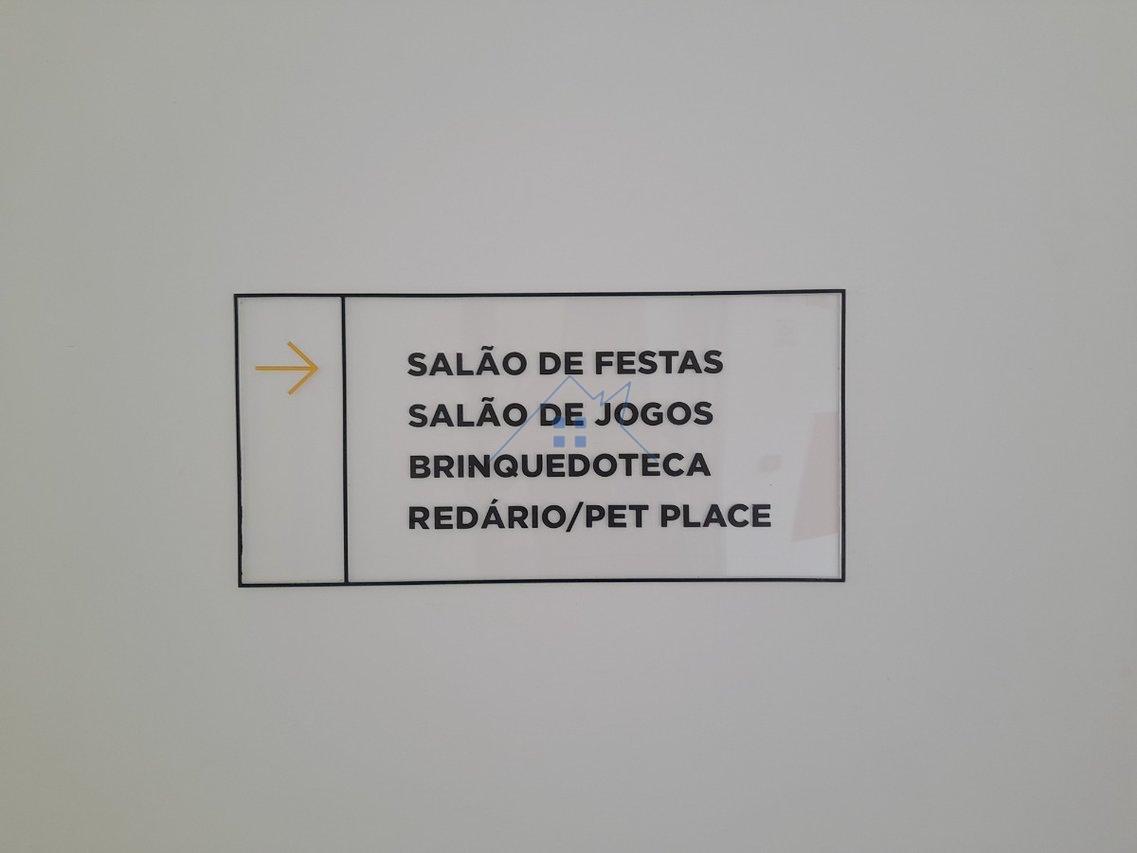 SALÃO DE FESTAS
SALÃO DE JOGOS
BRINQUEDOTECA
REDÁRIO/PET PLACE